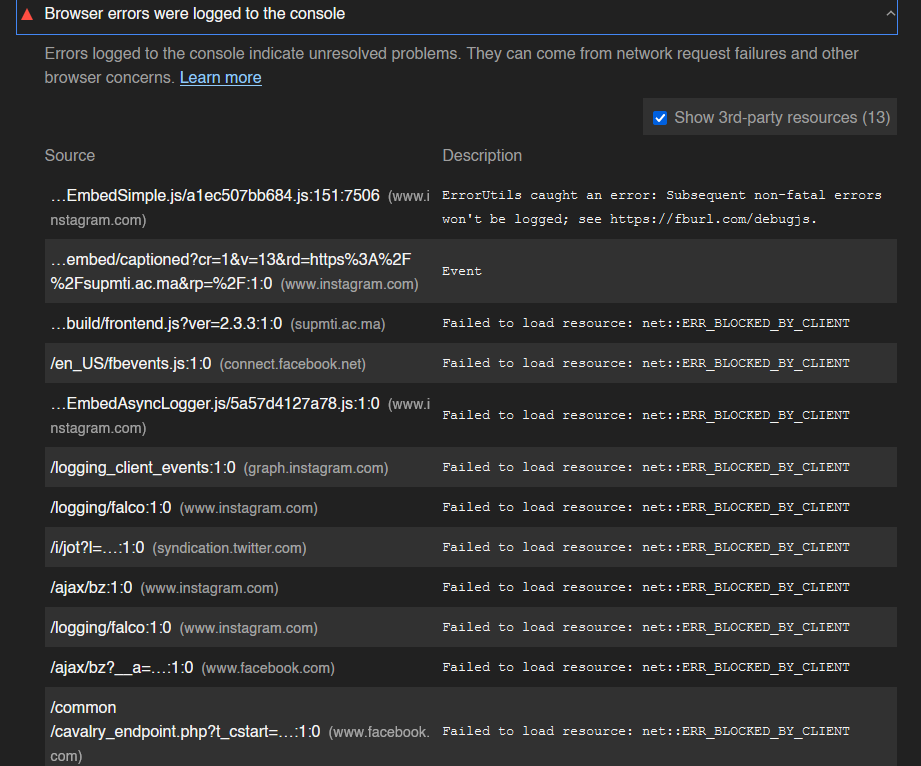 Browser errors were logged to the console
Errors logged to the console indicate unresolved problems. They can come from network request failures and other
browser concerns. Learn more
Show 3rd-party resources (13)
Source Description
…EmbedSimple.js/a1ec507bb684.js:151:7506 (www.i
nstagram.com)
ErrorUtils caught an error: Subsequent non-fatal errors
won't be logged; see https://fburl.com/debugjs.
…embed/captioned?cr=1&v=13&rd=https%3A%2F
%2Fsupmti.ac.ma&rp=%2F:1:0 (www.instagram.com)
Event
…build/frontend.js?ver=2.3.3:1:0 (supmti.ac.ma)
Failed to load resource: net::ERR_BLOCKED_BY_CLIENT
/en_US/fbevents.js:1:0 (connect.facebook.net)
Failed to load resource: net::ERR_BLOCKED_BY_CLIENT
…EmbedAsyncLogger.js/5a57d4127a78.js:1:0 (www.i
nstagram.com)
Failed to load resource: net::ERR_BLOCKED_BY_CLIENT
/logging_client_events:1:0 (graph.instagram.com)
Failed to load resource: net::ERR_BLOCKED_BY_CLIENT
/logging/falco:1:0 (www.instagram.com)
Failed to load resource: net::ERR_BLOCKED_BY_CLIENT
/i/jot?l=…:1:0 (syndication.twitter.com)
Failed to load resource: net::ERR_BLOCKED_BY_CLIENT
/ajax/bz:1:0 (www.instagram.com)
Failed to load resource: net::ERR_BLOCKED_BY_CLIENT
/logging/falco:1:0 (www.instagram.com)
Failed to load resource: net::ERR_BLOCKED_BY_CLIENT
/ajax/bz?__a=…:1:0 (www.facebook.com)
Failed to load resource: net::ERR_BLOCKED_BY_CLIENT
/common
/cavalry_endpoint.php?t_cstart=…:1:0 (www.facebook.
com)
Failed to load resource: net::ERR_BLOCKED_BY_CLIENT